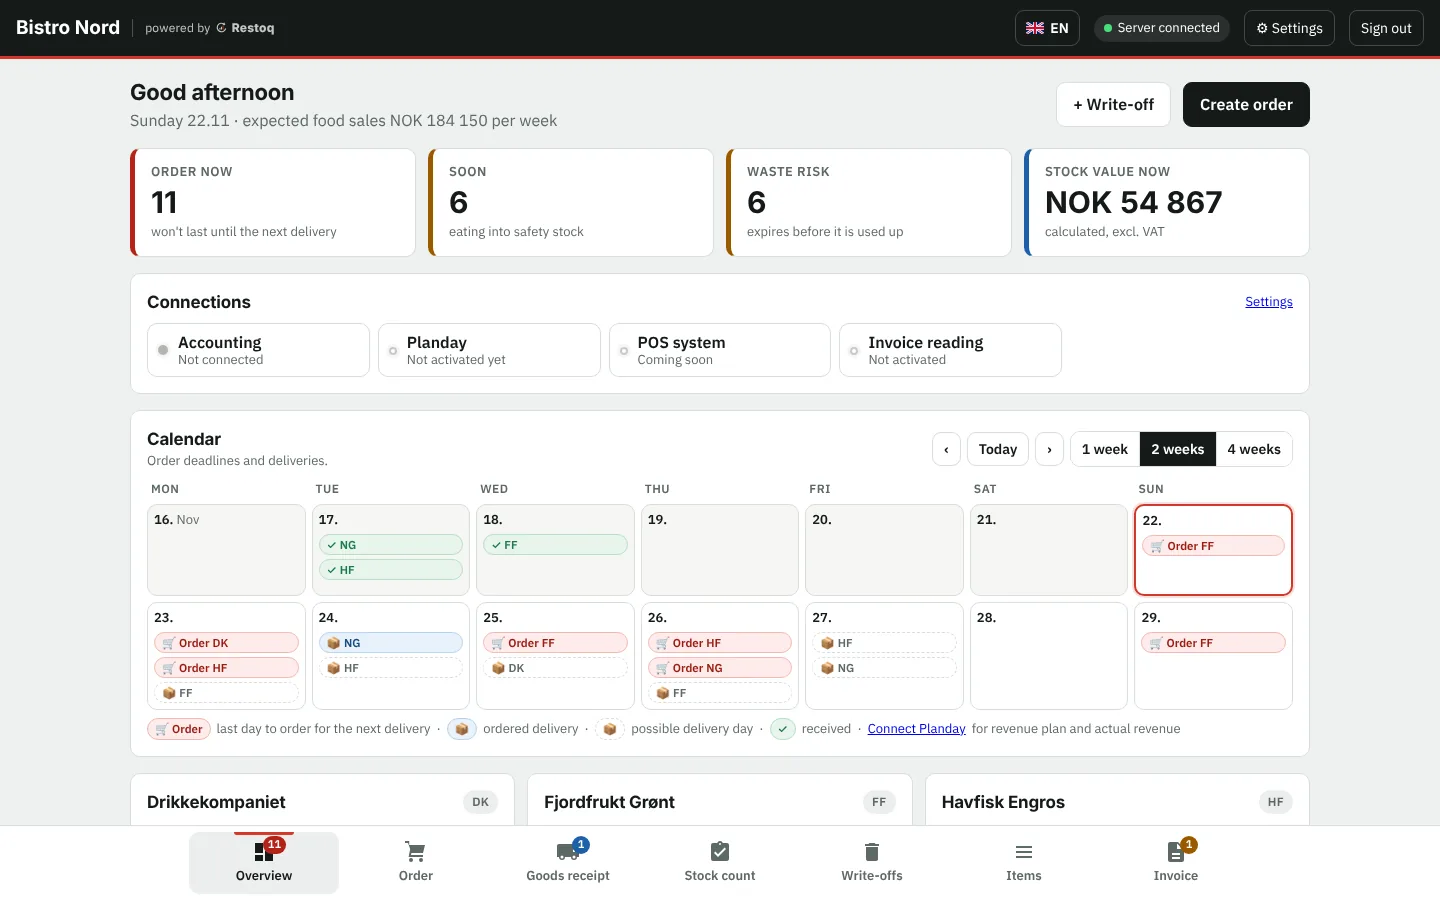 Bistro Nord
powered by Restoq
EN
Server connected
⚙ Settings
Sign out
Good afternoon
Sunday 22.11 · expected food sales NOK 184 150 per week
+ Write-off
Create order
ORDER NOW
11
won't last until the next delivery
SOON
6
eating into safety stock
WASTE RISK
6
expires before it is used up
STOCK VALUE NOW
NOK 54 867
calculated, excl. VAT
Connections
Settings
Accounting
Not connected
Planday
Not activated yet
POS system
Coming soon
Invoice reading
Not activated
Calendar
Order deadlines and deliveries.
‹ Today › 1 week 2 weeks 4 weeks
MON TUE WED THU FRI SAT SUN
16. Nov
17.
✓ NG
✓ HF
18.
✓ FF
19.
20.
21.
22.
🛒 Order FF
23.
🛒 Order DK
🛒 Order HF
📦 FF
24.
📦 NG
📦 HF
25.
🛒 Order FF
📦 DK
26.
🛒 Order HF
🛒 Order NG
📦 FF
27.
📦 HF
📦 NG
28.
29.
🛒 Order FF
🛒 Order last day to order for the next delivery · 📦 ordered delivery · 📦 possible delivery day · ✓ received · Connect Planday for revenue plan and actual revenue
Drikkekompaniet DK
Fjordfrukt Grønt FF
Havfisk Engros HF
11
Overview
Order
1
Goods receipt
Stock count
Write-offs
Items
1
Invoice